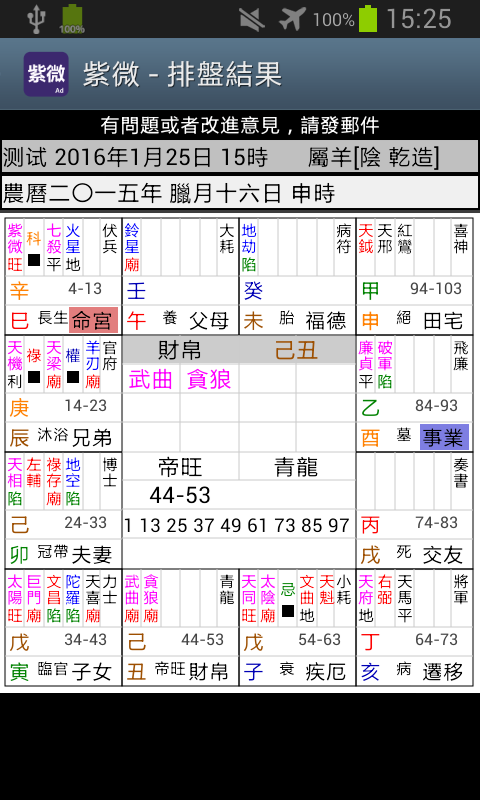 100%
100%
15:25
紫微
Ad
紫微 - 排盤結果
有問題或者改進意見，請發郵件
测试 2016年1月25日 15時 屬羊[陰 乾造]
農曆二〇一五年 臘月十六日 申時
紫微旺 科 七殺平 火星地 伏兵
辛 4-13
巳 長生 命宮
鈴星廟 大耗
壬
午 養 父母
地劫陷 病符
癸
未 胎 福德
天鉞 天邢 紅鸞 喜神
甲 94-103
申 絕 田宅
天機利 祿 天梁廟 權 羊刃廟 官府
庚 14-23
辰 沐浴 兄弟
財帛 己丑
武曲 貪狼
帝旺 青龍
44-53
1 13 25 37 49 61 73 85 97
廉貞平 破軍陷 飛廉
乙 84-93
酉 墓 事業
天相陷 左輔 祿存廟 地空陷 博士
己 24-33
卯 冠帶 夫妻
奏書
丙 74-83
戌 死 交友
太陽旺 巨門廟 文昌陷 陀羅陷 天喜廟 力士
戊 34-43
寅 臨官 子女
武曲廟 貪狼廟 青龍
己 44-53
丑 帝旺 財帛
天同旺 太陰廟 忌 文曲地 天魁 小耗
戊 54-63
子 衰 疾厄
天府地 右弼 天馬平 將軍
丁 64-73
亥 病 遷移